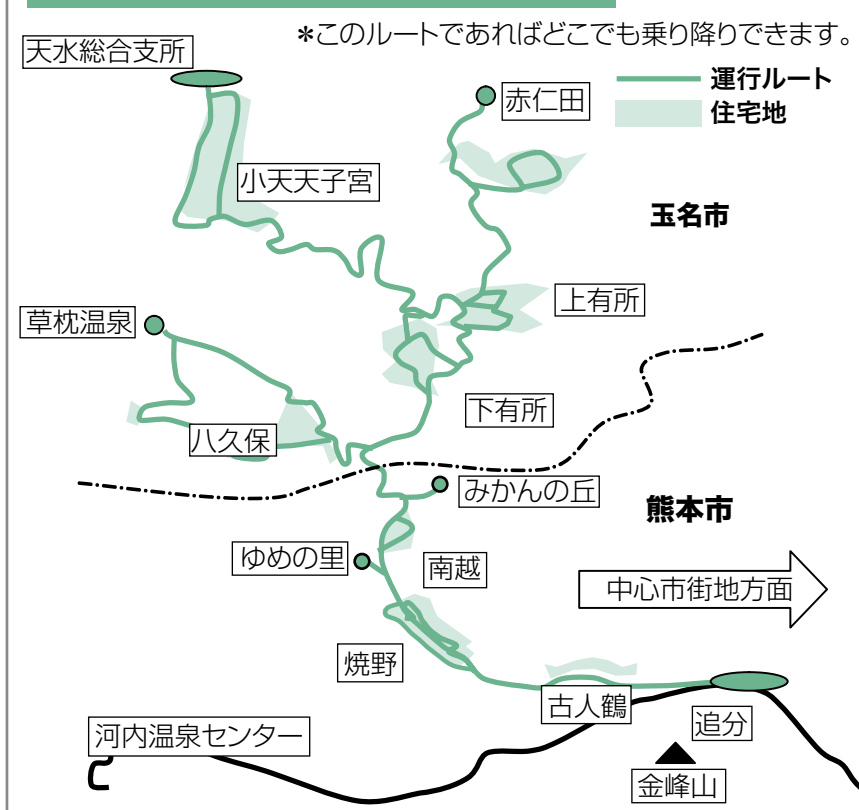 *このルートであればどこでも乗り降りできます。
天水総合支所
運行ルート
住宅地
赤仁田
小天天子宮
玉名市
上有所
草枕温泉
下有所
八久保
みかんの丘
熊本市
ゆめの里
南越
中心市街地方面
焼野
古人鶴
追分
河内温泉センター
金峰山